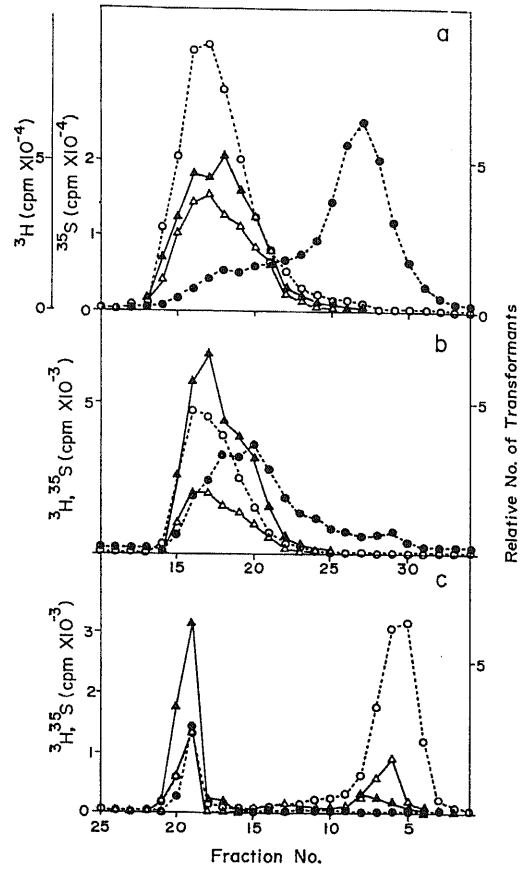 a
³H (cpm X10⁻⁴)
³⁵S (cpm X10⁻⁴)
5
0
2
1
0
5
0
b
³H, ³⁵S (cpm X10⁻³)
5
5
15
20
25
30
Relative No. of Transformants
c
³H, ³⁵S (cpm X10⁻³)
3
2
1
0
5
25
20
15
10
5
Fraction No.